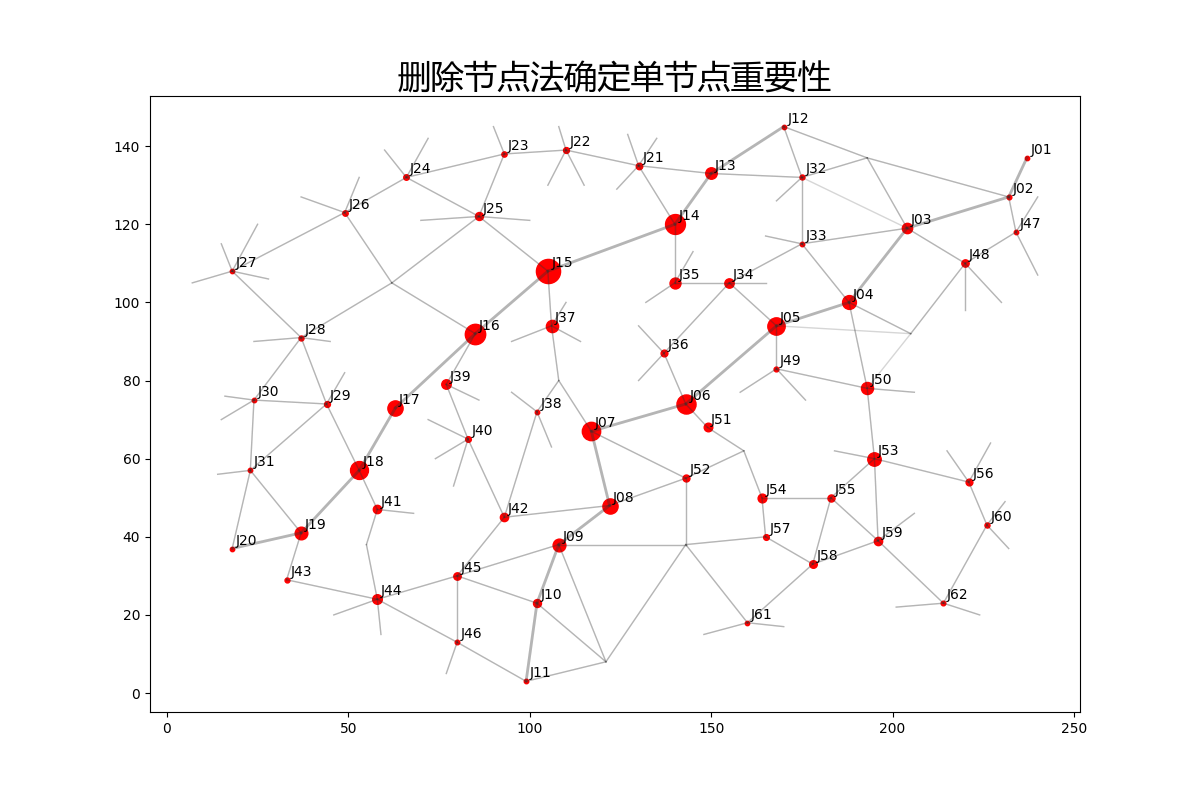 删除节点法确定单节点重要性
J12
J01
J23
J22
J21
J13
J24
J32
J02
J26
J25
J14
J03
J47
J33
J27
J15
J35
J34
J48
J04
J28
J16
J37
J05
J36
J39
J49
J30
J29
J17
J38
J06
J50
J40
J07
J51
J31
J18
J52
J53
J41
J42
J08
J54
J55
J56
J20
J19
J09
J57
J59
J60
J43
J44
J45
J10
J58
J46
J61
J62
J11
140
120
100
80
60
40
20
0
0 50 100 150 200 250